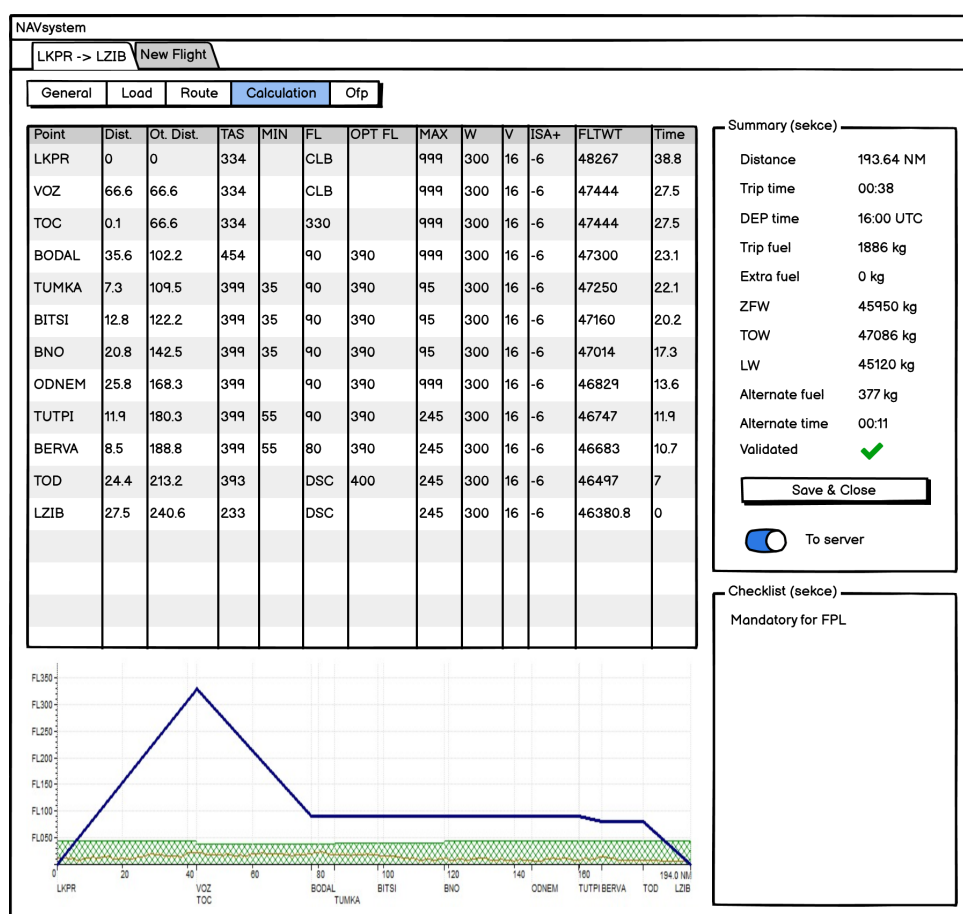 NAVsystem
LKPR -> LZIB New Flight
General Load Route Calculation Ofp
Point Dist. Ot. Dist. TAS MIN FL OPT FL MAX W V ISA+ FLTWT Time
LKPR 0 0 334 CLB 999 300 16 -6 48267 38.8
VOZ 66.6 66.6 334 CLB 999 300 16 -6 47444 27.5
TOC 0.1 66.6 334 330 999 300 16 -6 47444 27.5
BODAL 35.6 102.2 454 90 390 999 300 16 -6 47300 23.1
TUMKA 7.3 109.5 399 35 90 390 95 300 16 -6 47250 22.1
BITSI 12.8 122.2 399 35 90 390 95 300 16 -6 47160 20.2
BNO 20.8 142.5 399 35 90 390 95 300 16 -6 47014 17.3
ODNEM 25.8 168.3 399 90 390 999 300 16 -6 46829 13.6
TUTPI 11.9 180.3 399 55 90 390 245 300 16 -6 46747 11.9
BERVA 8.5 188.8 399 55 80 390 245 300 16 -6 46683 10.7
TOD 24.4 213.2 393 DSC 400 245 300 16 -6 46497 7
LZIB 27.5 240.6 233 DSC 245 300 16 -6 46380.8 0
Summary (sekce)
Distance 193.64 NM
Trip time 00:38
DEP time 16:00 UTC
Trip fuel 1886 kg
Extra fuel 0 kg
ZFW 45950 kg
TOW 47086 kg
LW 45120 kg
Alternate fuel 377 kg
Alternate time 00:11
Validated
Save & Close
To server
Checklist (sekce)
Mandatory for FPL
FL350
FL300
FL250
FL200
FL150
FL100
FL050
0 20 40 60 80 100 120 140 160 194.0 NM
LKPR VOZ BODAL BITSI BNO ODNEM TUTPI BERVA TOD LZIB
TOC TUMKA